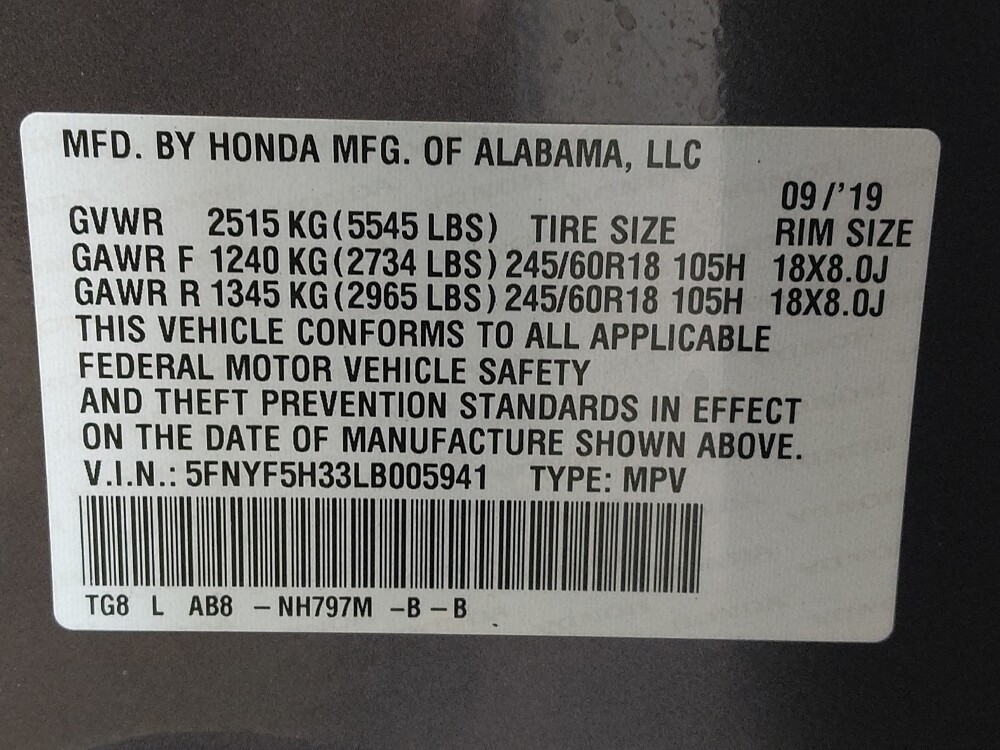 MFD. BY HONDA MFG. OF ALABAMA, LLC
09/'19
GVWR 2515 KG(5545 LBS) TIRE SIZE RIM SIZE
GAWR F 1240 KG(2734 LBS) 245/60R18 105H 18X8.0J
GAWR R 1345 KG(2965 LBS) 245/60R18 105H 18X8.0J
THIS VEHICLE CONFORMS TO ALL APPLICABLE
FEDERAL MOTOR VEHICLE SAFETY
AND THEFT PREVENTION STANDARDS IN EFFECT
ON THE DATE OF MANUFACTURE SHOWN ABOVE.
V.I.N.: 5FNYF5H33LB005941 TYPE: MPV
TG8 L AB8 –NH797M –B–B